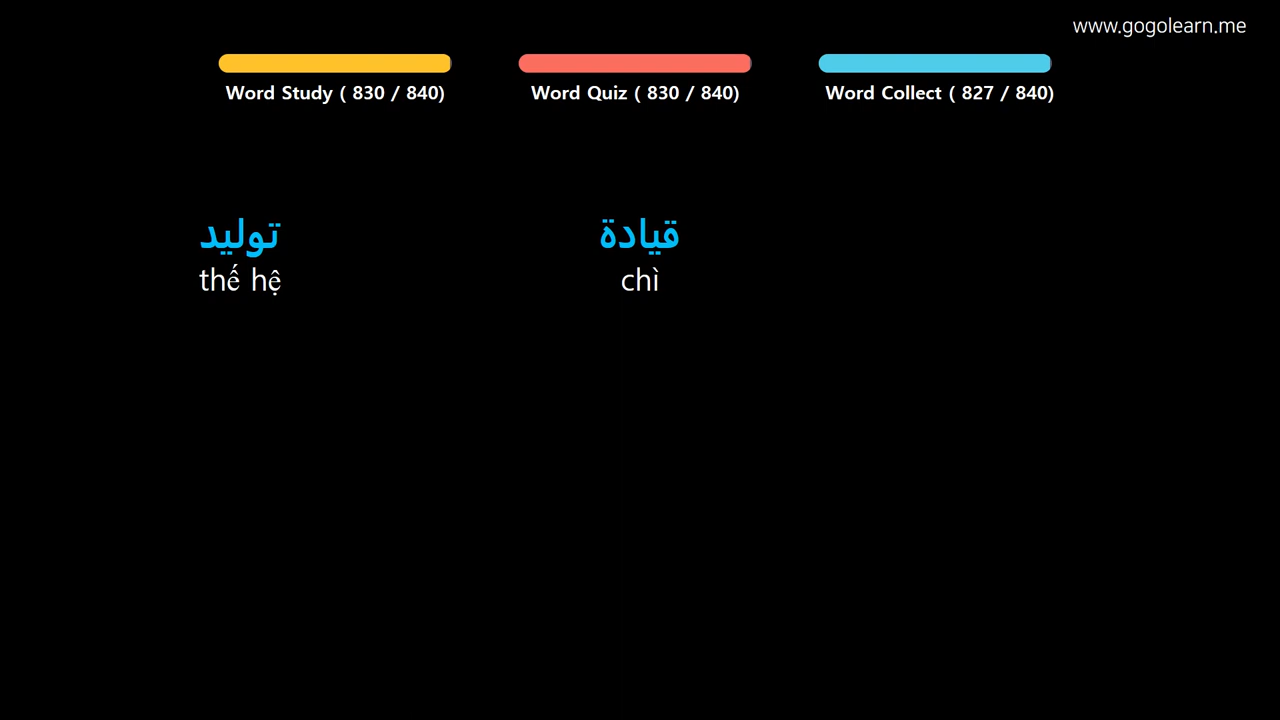 www.gogolearn.me
Word Study ( 830 / 840)
Word Quiz ( 830 / 840)
Word Collect ( 827 / 840)
توليد
thế hệ
قيادة
chì